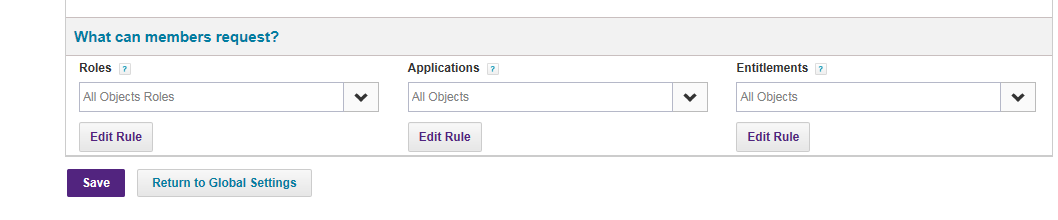 What can members request?
Roles ?
Applications ?
Entitlements ?
All Objects Roles
All Objects
All Objects
Edit Rule
Edit Rule
Edit Rule
Save
Return to Global Settings